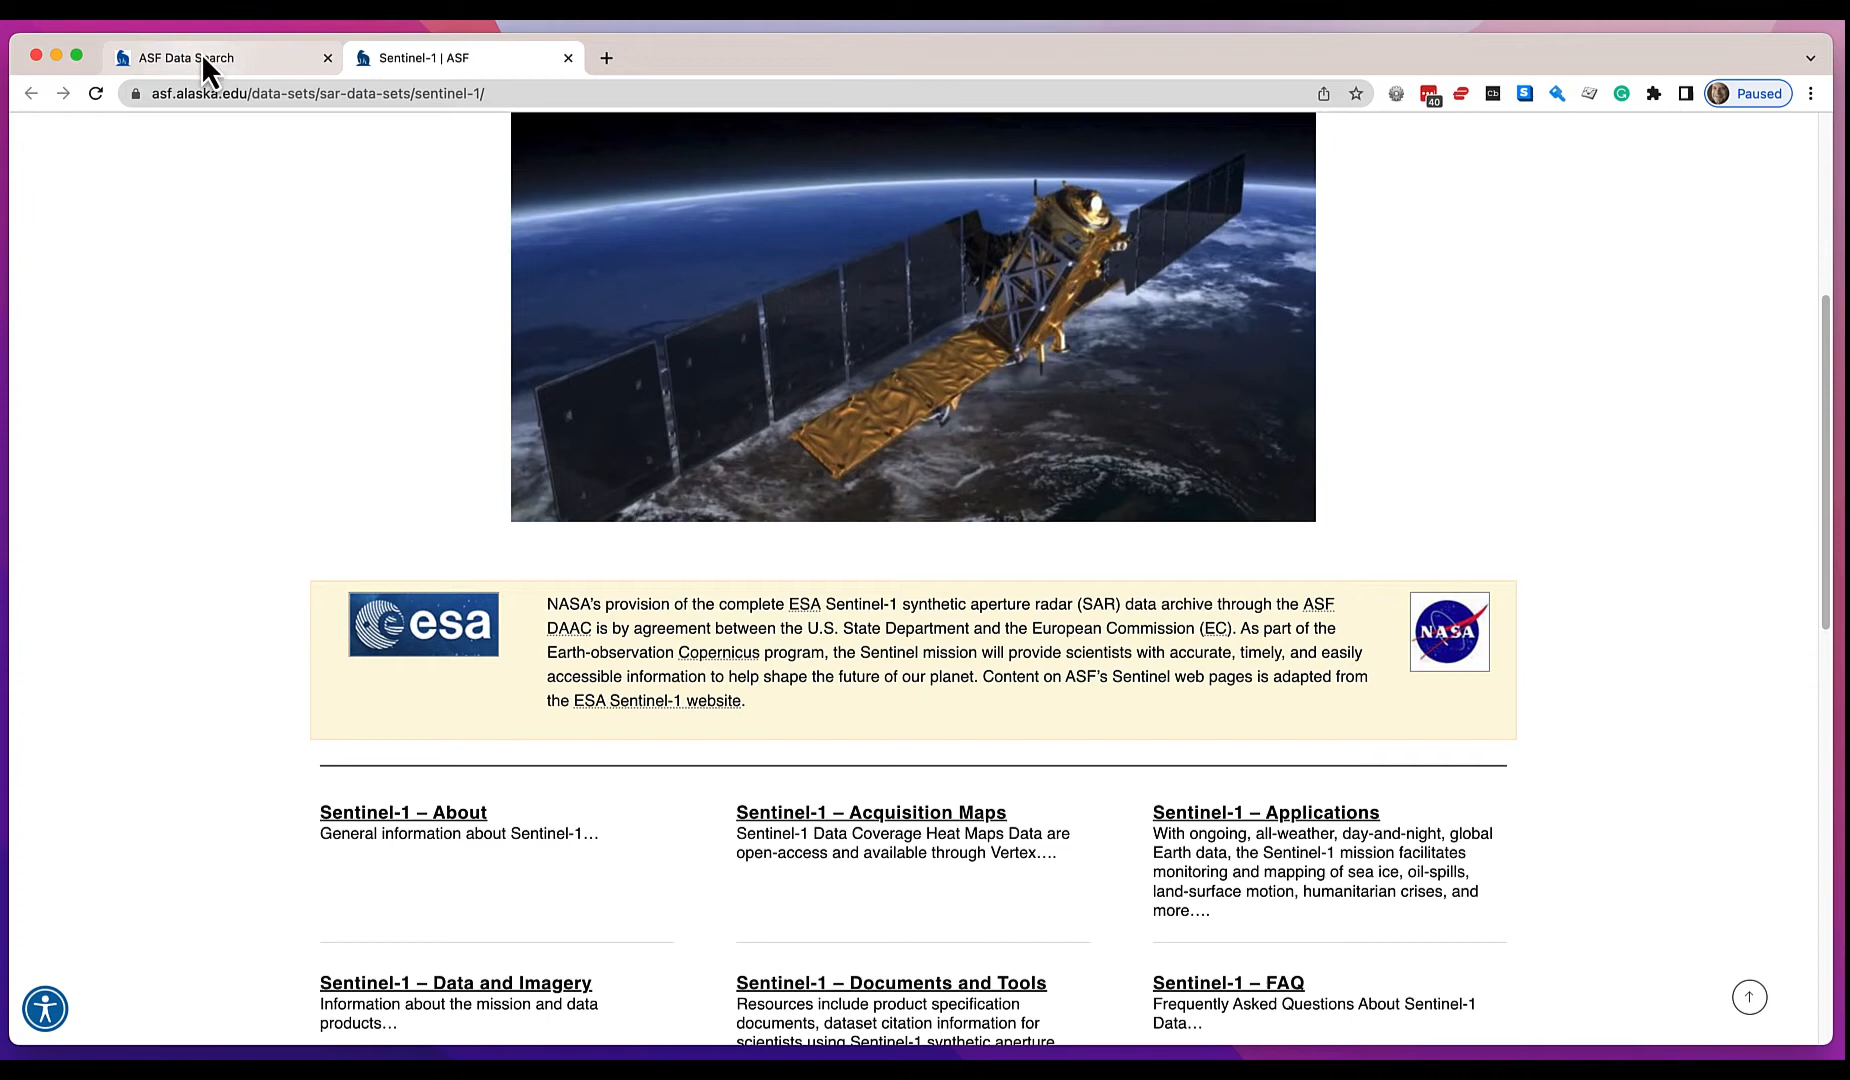 ASF Data Search
Sentinel-1 | ASF
asf.alaska.edu/data-sets/sar-data-sets/sentinel-1/
40
Cb
S
G
Paused
esa
NASA's provision of the complete ESA Sentinel-1 synthetic aperture radar (SAR) data archive through the ASF
DAAC is by agreement between the U.S. State Department and the European Commission (EC). As part of the
Earth-observation Copernicus program, the Sentinel mission will provide scientists with accurate, timely, and easily
accessible information to help shape the future of our planet. Content on ASF's Sentinel web pages is adapted from
the ESA Sentinel-1 website.
NASA
Sentinel-1 – About
General information about Sentinel-1…
Sentinel-1 – Acquisition Maps
Sentinel-1 Data Coverage Heat Maps Data are
open-access and available through Vertex….
Sentinel-1 – Applications
With ongoing, all-weather, day-and-night, global
Earth data, the Sentinel-1 mission facilitates
monitoring and mapping of sea ice, oil-spills,
land-surface motion, humanitarian crises, and
more….
Sentinel-1 – Data and Imagery
Information about the mission and data
products…
Sentinel-1 – Documents and Tools
Resources include product specification
documents, dataset citation information for
scientists using Sentinel-1 synthetic aperture
Sentinel-1 – FAQ
Frequently Asked Questions About Sentinel-1
Data…